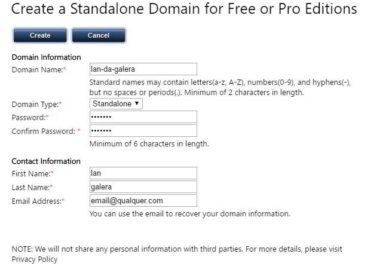 Create a Standalone Domain for Free or Pro Editions
Create Cancel
Domain Information
Domain Name:* lan-da-galera
Standard names may contain letters(a-z, A-Z), numbers(0-9), and hyphens(-),
but no spaces or periods(.). Minimum of 2 characters in length.
Domain Type:* Standalone
Password:* •••••••
Confirm Password: * •••••••
Minimum of 6 characters in length.
Contact Information
First Name:* lan
Last Name:* galera
Email Address:* email@qualquer.com
You can use the email to recover your domain information.
NOTE: We will not share any personal information with third parties. For more details, please visit
Privacy Policy